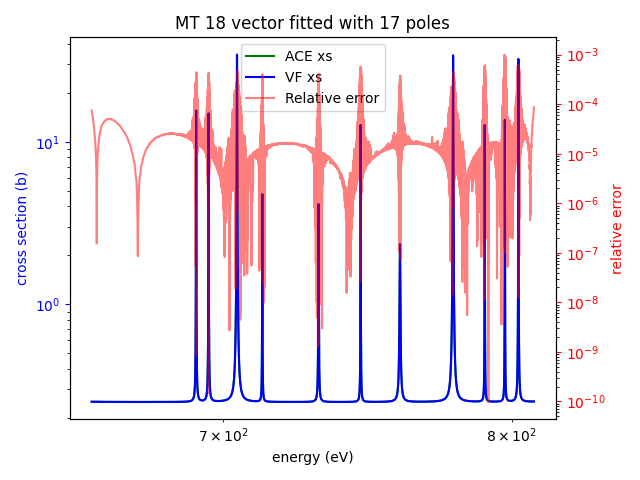 MT 18 vector fitted with 17 poles
ACE xs
VF xs
Relative error
cross section (b)
10¹
10⁰
relative error
10⁻³
10⁻⁴
10⁻⁵
10⁻⁶
10⁻⁷
10⁻⁸
10⁻⁹
10⁻¹⁰
7 × 10² 8 × 10²
energy (eV)